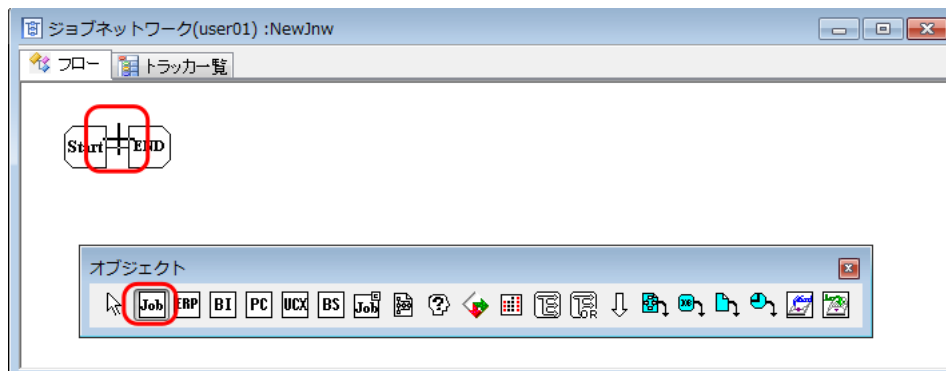 ジョブネットワーク(user01) :NewJnw
フロー トラッカ一覧
Start END
オブジェクト
Job ERP BI PC UCX BS Job
OR